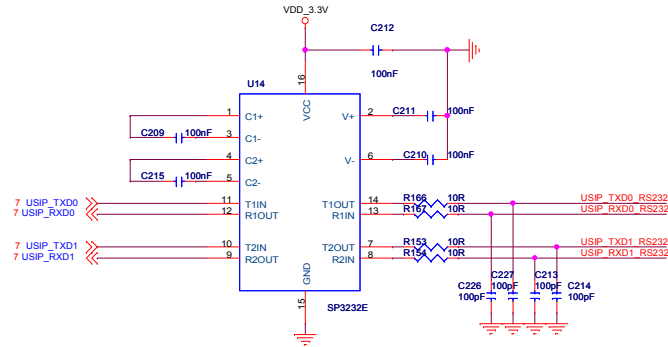 VDD_3.3V
C212
100nF
U14
16
VCC
1 C1+
V+ 2 C211 100nF
C209 100nF 3 C1-
4 C2+
V- 6 C210 100nF
C215 100nF 5 C2-
7 USIP_TXD0 11 T1IN
T1OUT 14 R166 10R USIP_TXD0_RS232
7 USIP_RXD0 12 R1OUT
R1IN 13 R167 10R USIP_RXD0_RS232
7 USIP_TXD1 10 T2IN
T2OUT 7 R153 10R USIP_TXD1_RS232
7 USIP_RXD1 9 R2OUT
R2IN 8 R154 10R USIP_RXD1_RS232
GND
15
SP3232E
C226 C227 C213 C214
100pF 100pF 100pF 100pF